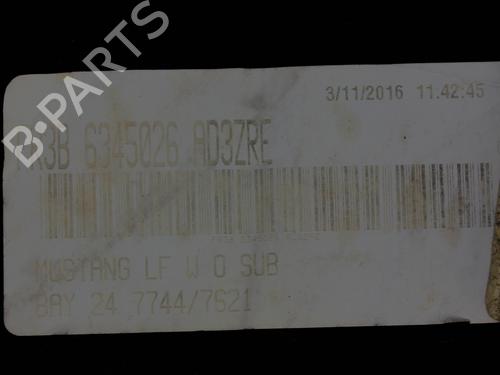 3/11/2016 11.42:45
6345026 AD3ZRE
MUSTANG LF W O SUB
BAY 24 7744/7621
B-PARTS